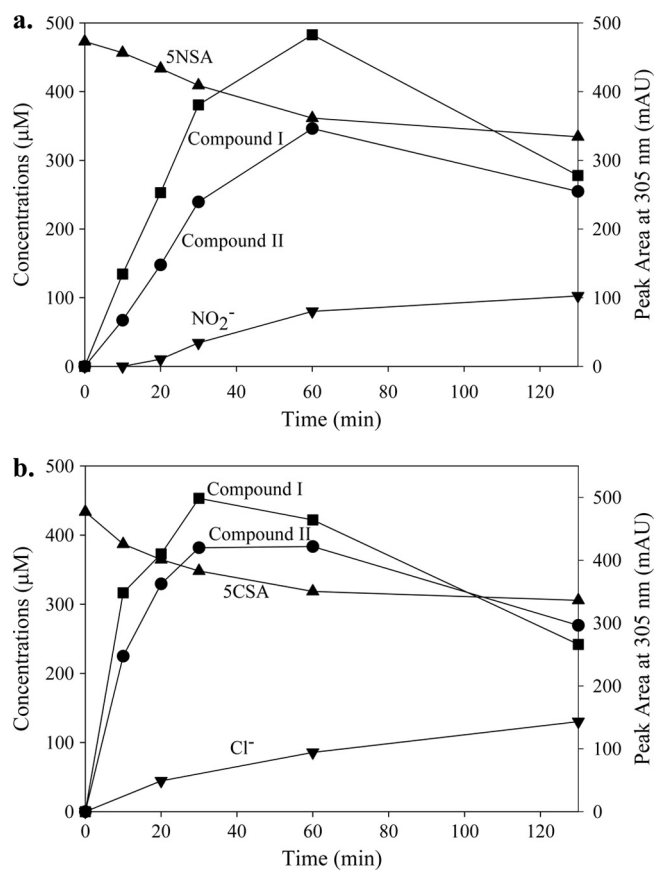 a.
500
400
300
200
100
0
Concentrations (µM)
5NSA
Compound I
Compound II
NO2-
500
400
300
200
100
0
Peak Area at 305 nm (mAU)
0 20 40 60 80 100 120
Time (min)
b.
500
400
300
200
100
0
Concentrations (µM)
Compound I
Compound II
5CSA
Cl-
500
400
300
200
100
0
Peak Area at 305 nm (mAU)
0 20 40 60 80 100 120
Time (min)